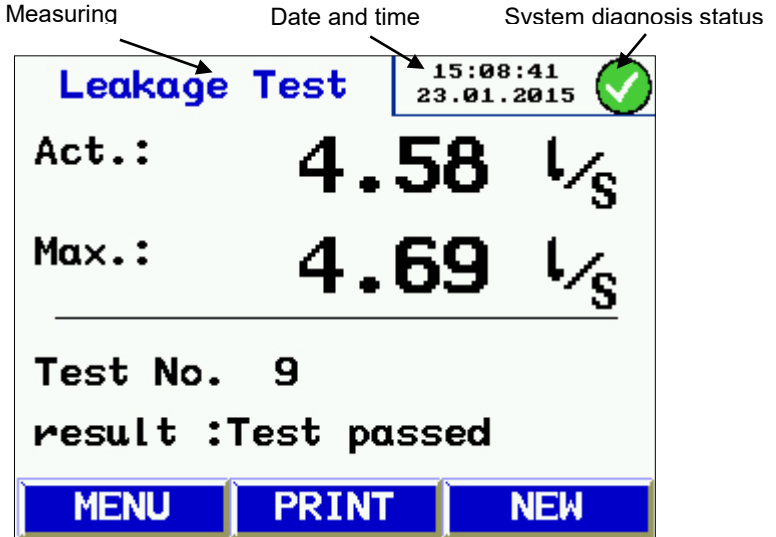 Measuring
Date and time
System diagnosis status
Leakage Test
15:08:41
23.01.2015
Act.: 4.58 l/s
Max.: 4.69 l/s
Test No. 9
result :Test passed
MENU PRINT NEW